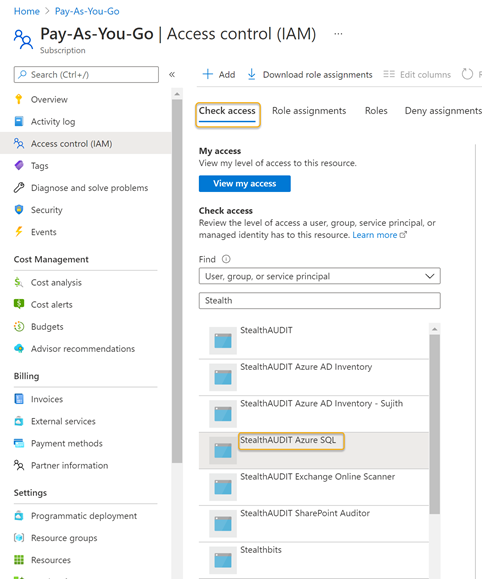 Home > Pay-As-You-Go
Pay-As-You-Go | Access control (IAM) ...
Subscription
Search (Ctrl+/) «
Overview
Activity log
Access control (IAM)
Tags
Diagnose and solve problems
Security
Events
Cost Management
Cost analysis
Cost alerts
Budgets
Advisor recommendations
Billing
Invoices
External services
Payment methods
Partner information
Settings
Programmatic deployment
Resource groups
Resources
Add Download role assignments Edit columns
Check access Role assignments Roles Deny assignments
My access
View my level of access to this resource.
View my access
Check access
Review the level of access a user, group, service principal, or
managed identity has to this resource. Learn more
Find
User, group, or service principal
Stealth
StealthAUDIT
StealthAUDIT Azure AD Inventory
StealthAUDIT Azure AD Inventory - Sujith
StealthAUDIT Azure SQL
StealthAUDIT Exchange Online Scanner
StealthAUDIT SharePoint Auditor
Stealthbits